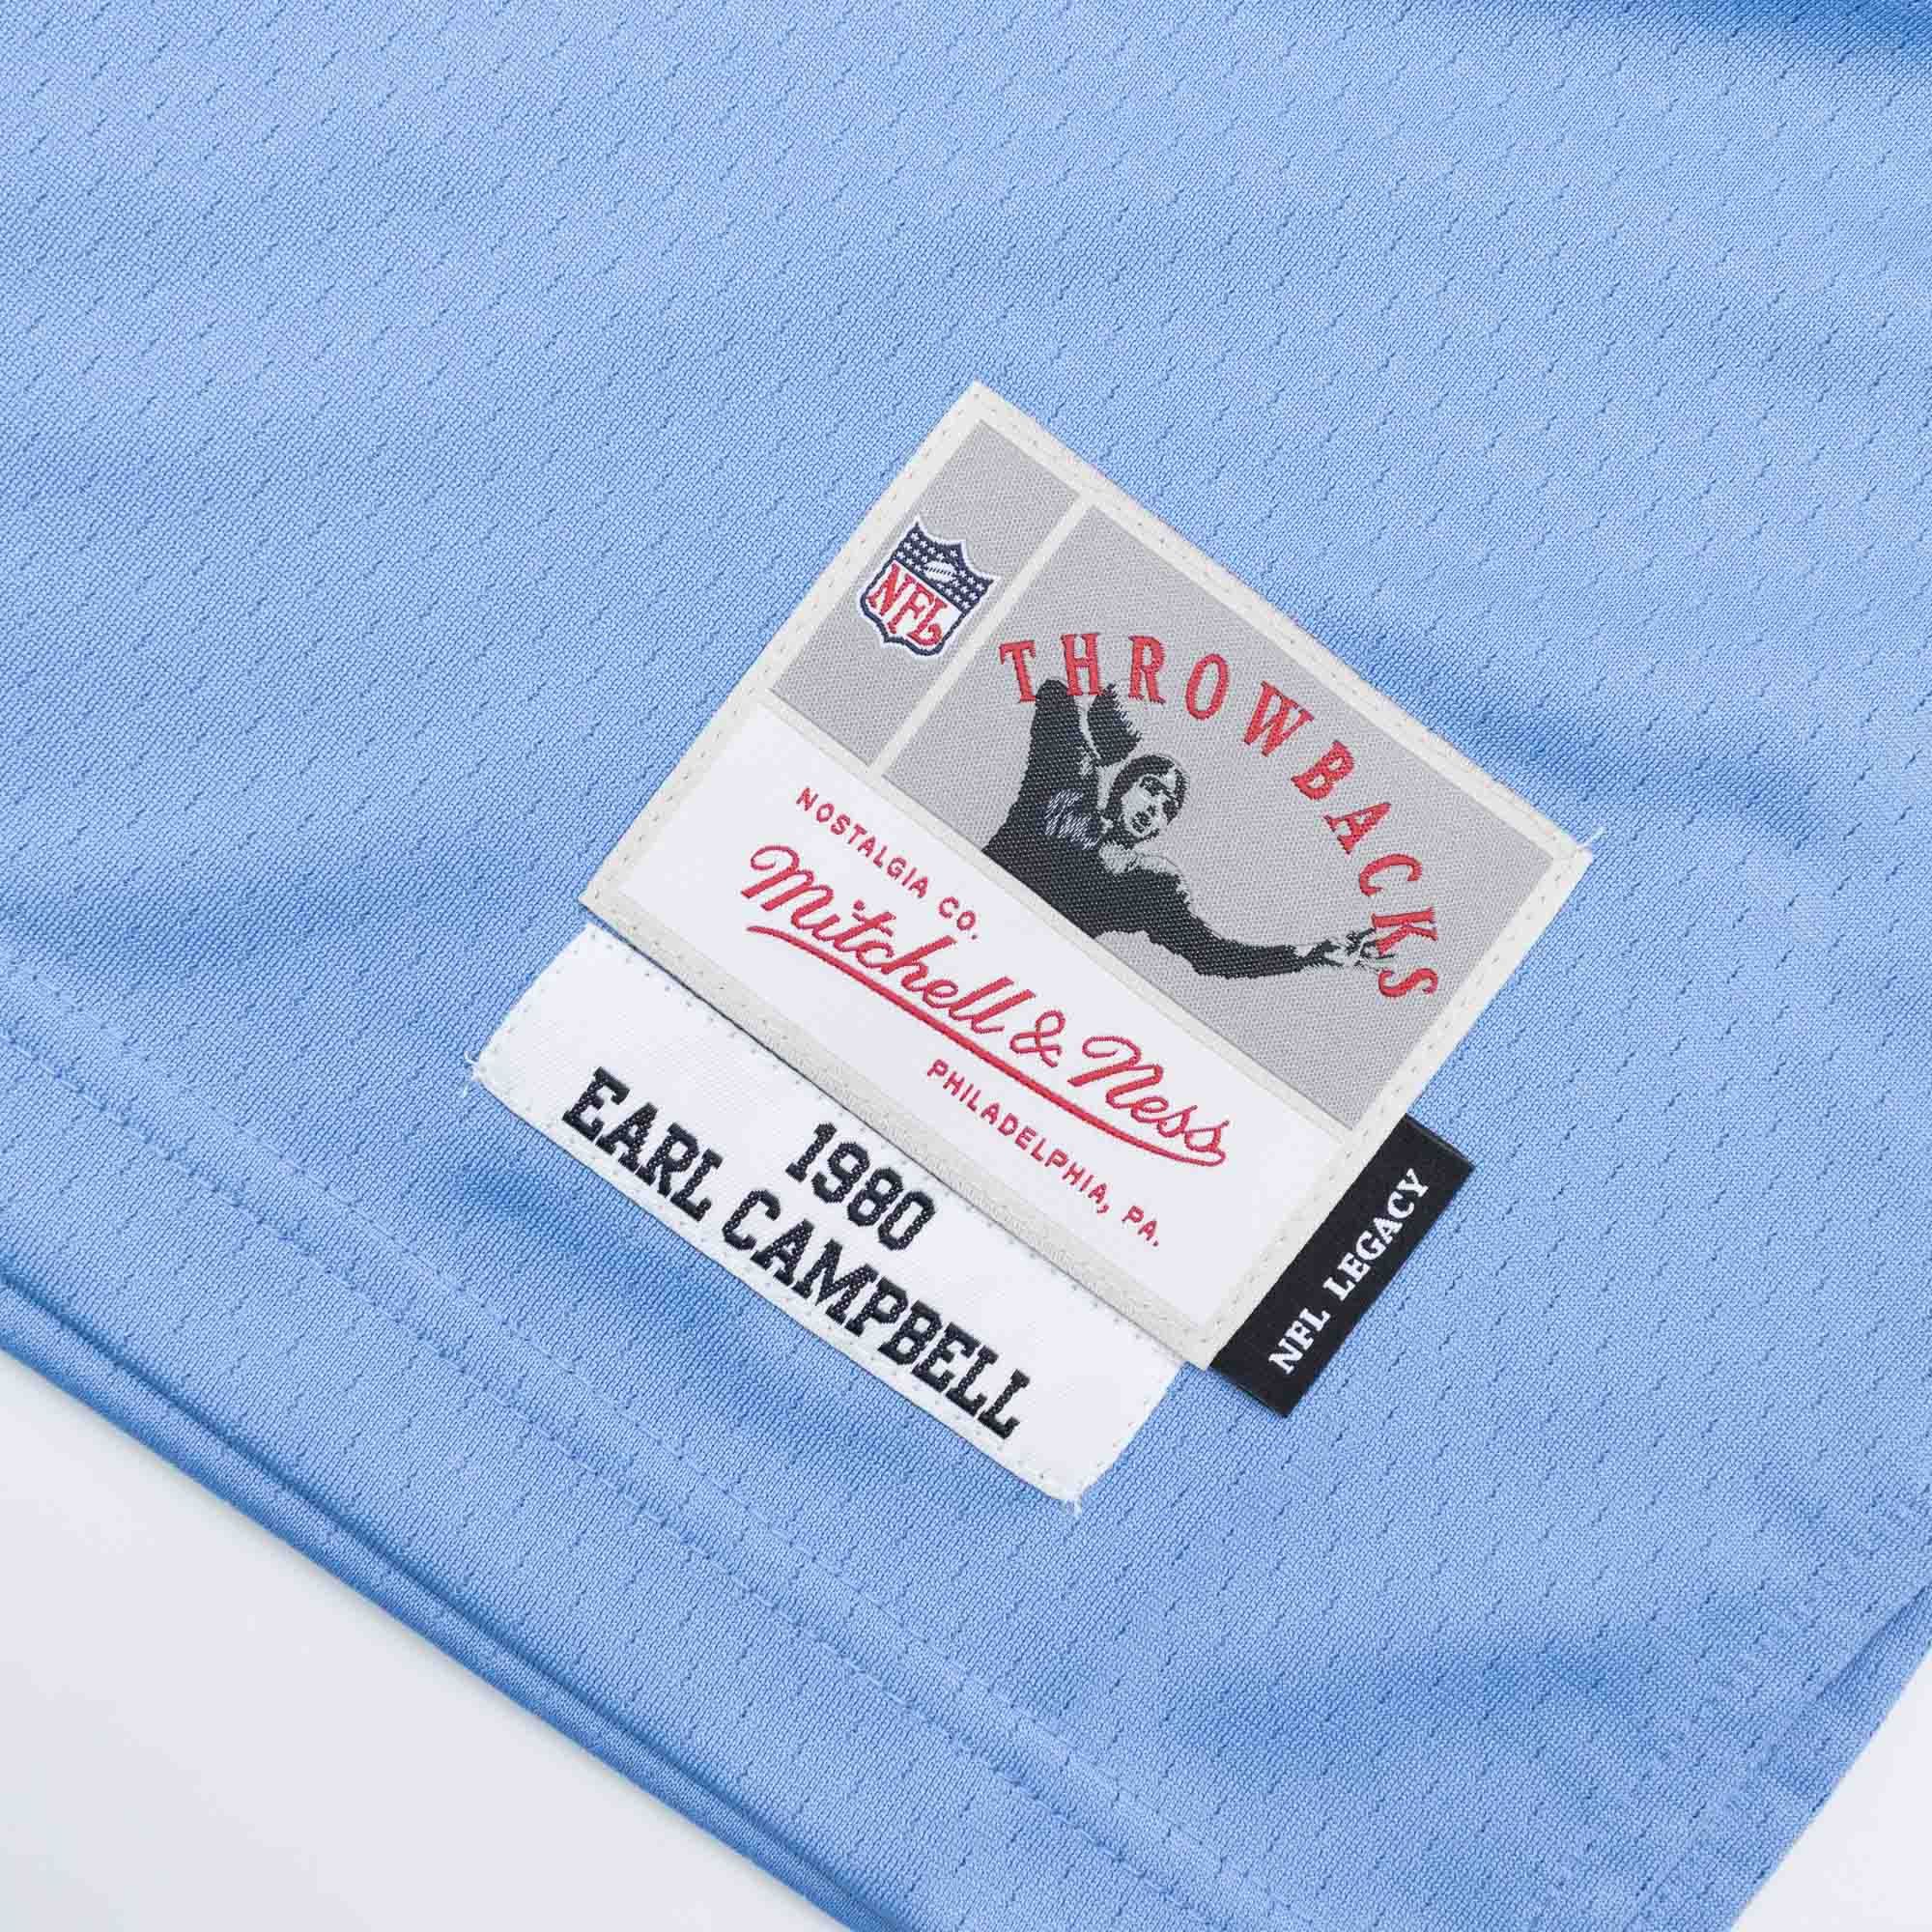 NFL
THROWBACKS
NOSTALGIA CO.
Mitchell & Ness
PHILADELPHIA, PA.
1980
EARL CAMPBELL
NFL LEGACY